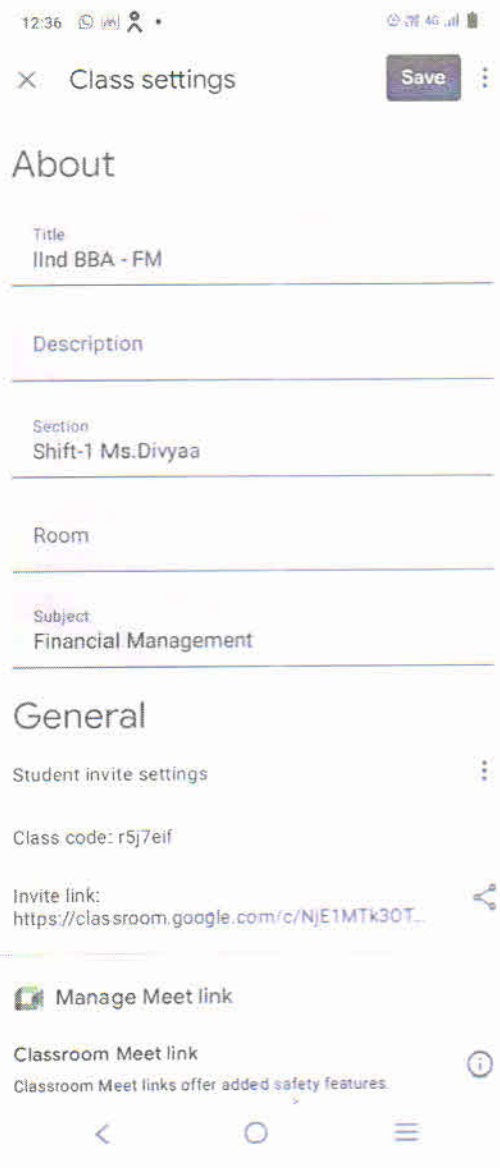 12:36
4G
Class settings
Save
About
Title
IInd BBA - FM
Description
Section
Shift-1 Ms.Divyaa
Room
Subject
Financial Management
General
Student invite settings
Class code: r5j7eif
Invite link:
https://classroom.google.com/c/NjE1MTk3OT...
Manage Meet link
Classroom Meet link
Classroom Meet links offer added safety features.